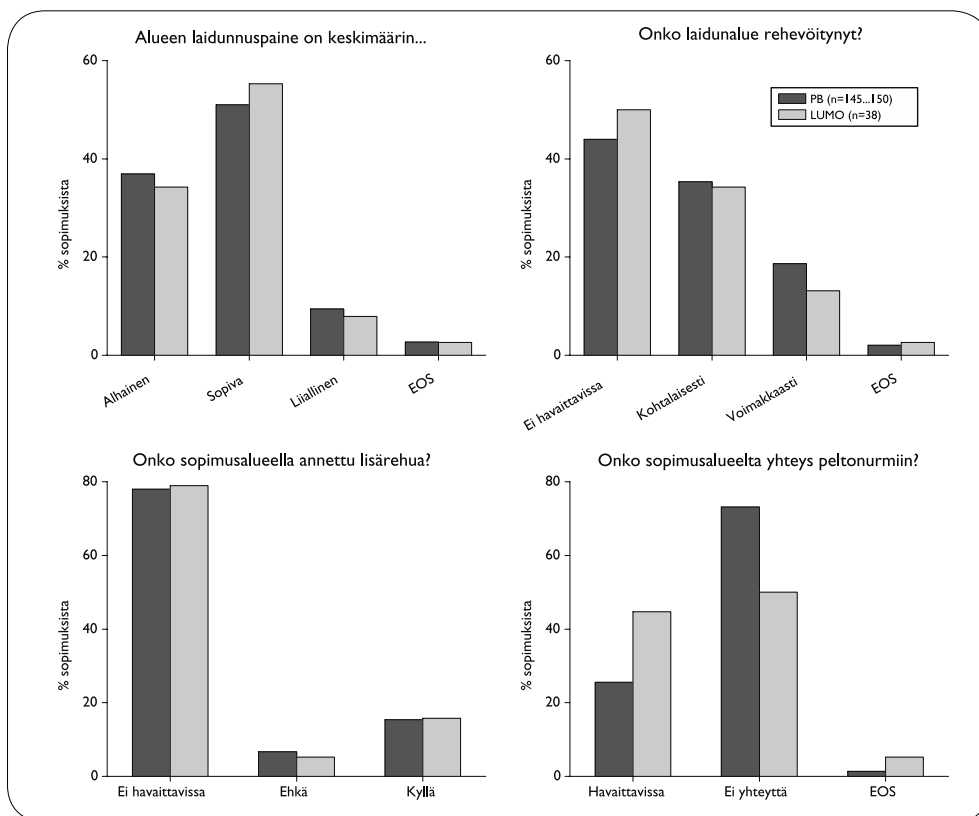 Alueen laidunnuspaine on keskimäärin...
60
40
20
0
% sopimuksista
Alhainen
Sopiva
Liiallinen
EOS
Onko laidunalue rehevöitynyt?
PB (n=145...150)
LUMO (n=38)
60
40
20
0
% sopimuksista
Ei havaittavissa
Kohtalaisesti
Voimakkaasti
EOS
Onko sopimusalueella annettu lisärehua?
80
60
40
20
0
% sopimuksista
Ei havaittavissa
Ehkä
Kyllä
Onko sopimusalueelta yhteys peltonurmiin?
80
60
40
20
0
% sopimuksista
Havaittavissa
Ei yhteyttä
EOS